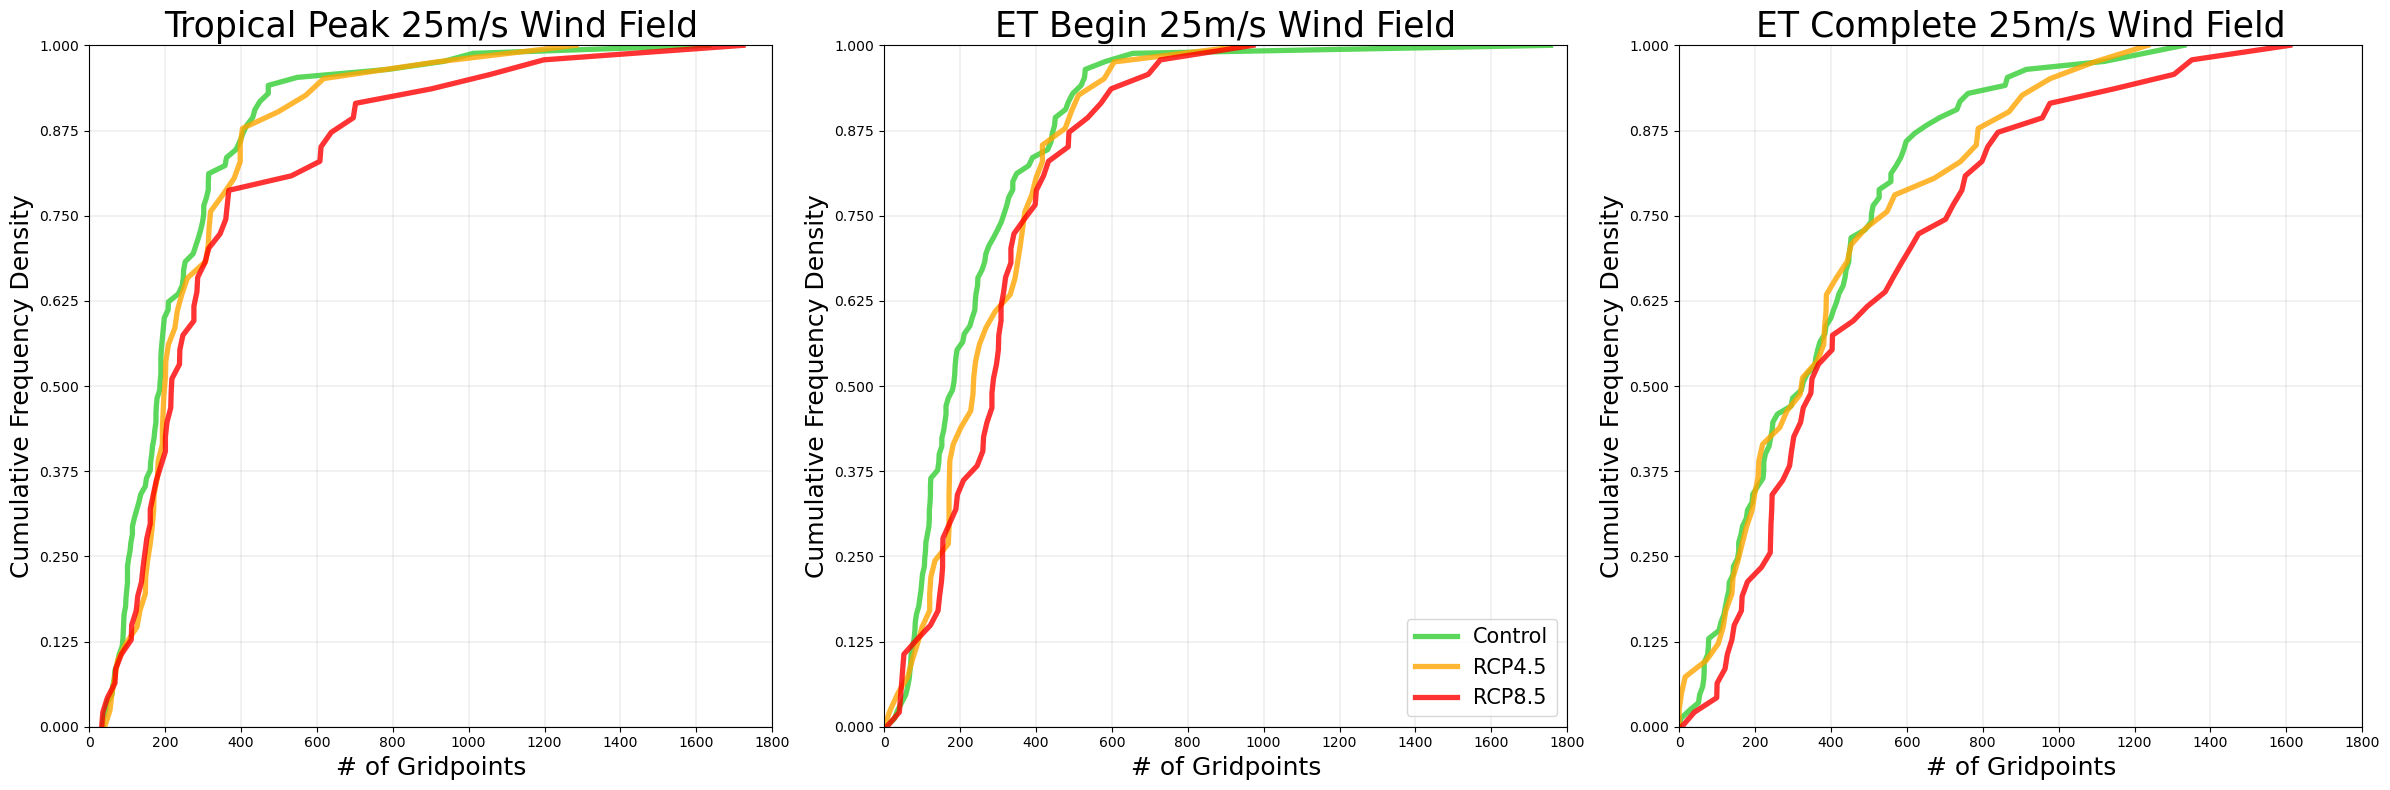 Tropical Peak 25m/s Wind Field
Cumulative Frequency Density
1.000
0.875
0.750
0.625
0.500
0.375
0.250
0.125
0.000
0 200 400 600 800 1000 1200 1400 1600 1800
# of Gridpoints
ET Begin 25m/s Wind Field
Cumulative Frequency Density
1.000
0.875
0.750
0.625
0.500
0.375
0.250
0.125
0.000
Control
RCP4.5
RCP8.5
0 200 400 600 800 1000 1200 1400 1600 1800
# of Gridpoints
ET Complete 25m/s Wind Field
Cumulative Frequency Density
1.000
0.875
0.750
0.625
0.500
0.375
0.250
0.125
0.000
0 200 400 600 800 1000 1200 1400 1600 1800
# of Gridpoints